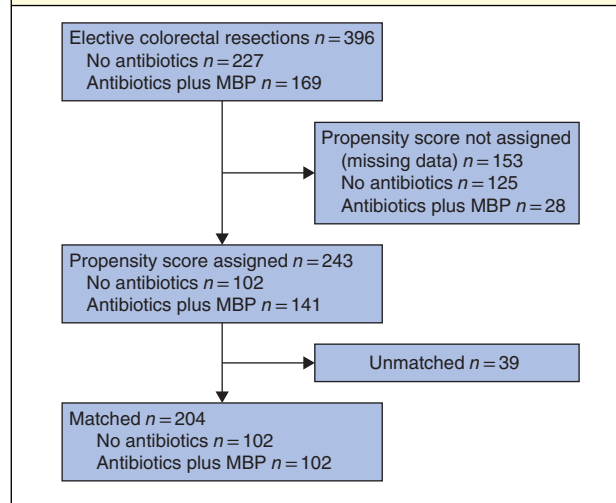 Elective colorectal resections n = 396
No antibiotics n = 227
Antibiotics plus MBP n = 169
Propensity score not assigned
(missing data) n = 153
No antibiotics n = 125
Antibiotics plus MBP n = 28
Propensity score assigned n = 243
No antibiotics n = 102
Antibiotics plus MBP n = 141
Unmatched n = 39
Matched n = 204
No antibiotics n = 102
Antibiotics plus MBP n = 102